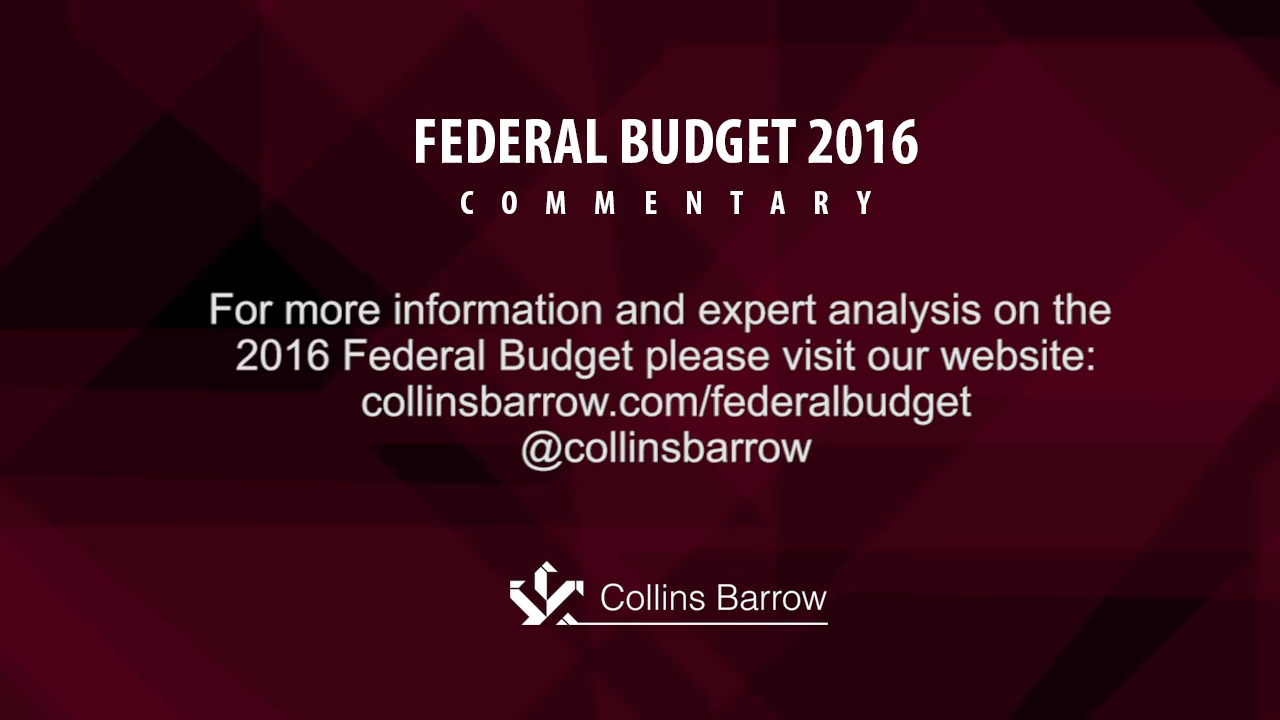 FEDERAL BUDGET 2016
COMMENTARY
For more information and expert analysis on the
2016 Federal Budget please visit our website:
collinsbarrow.com/federalbudget
@collinsbarrow
Collins Barrow